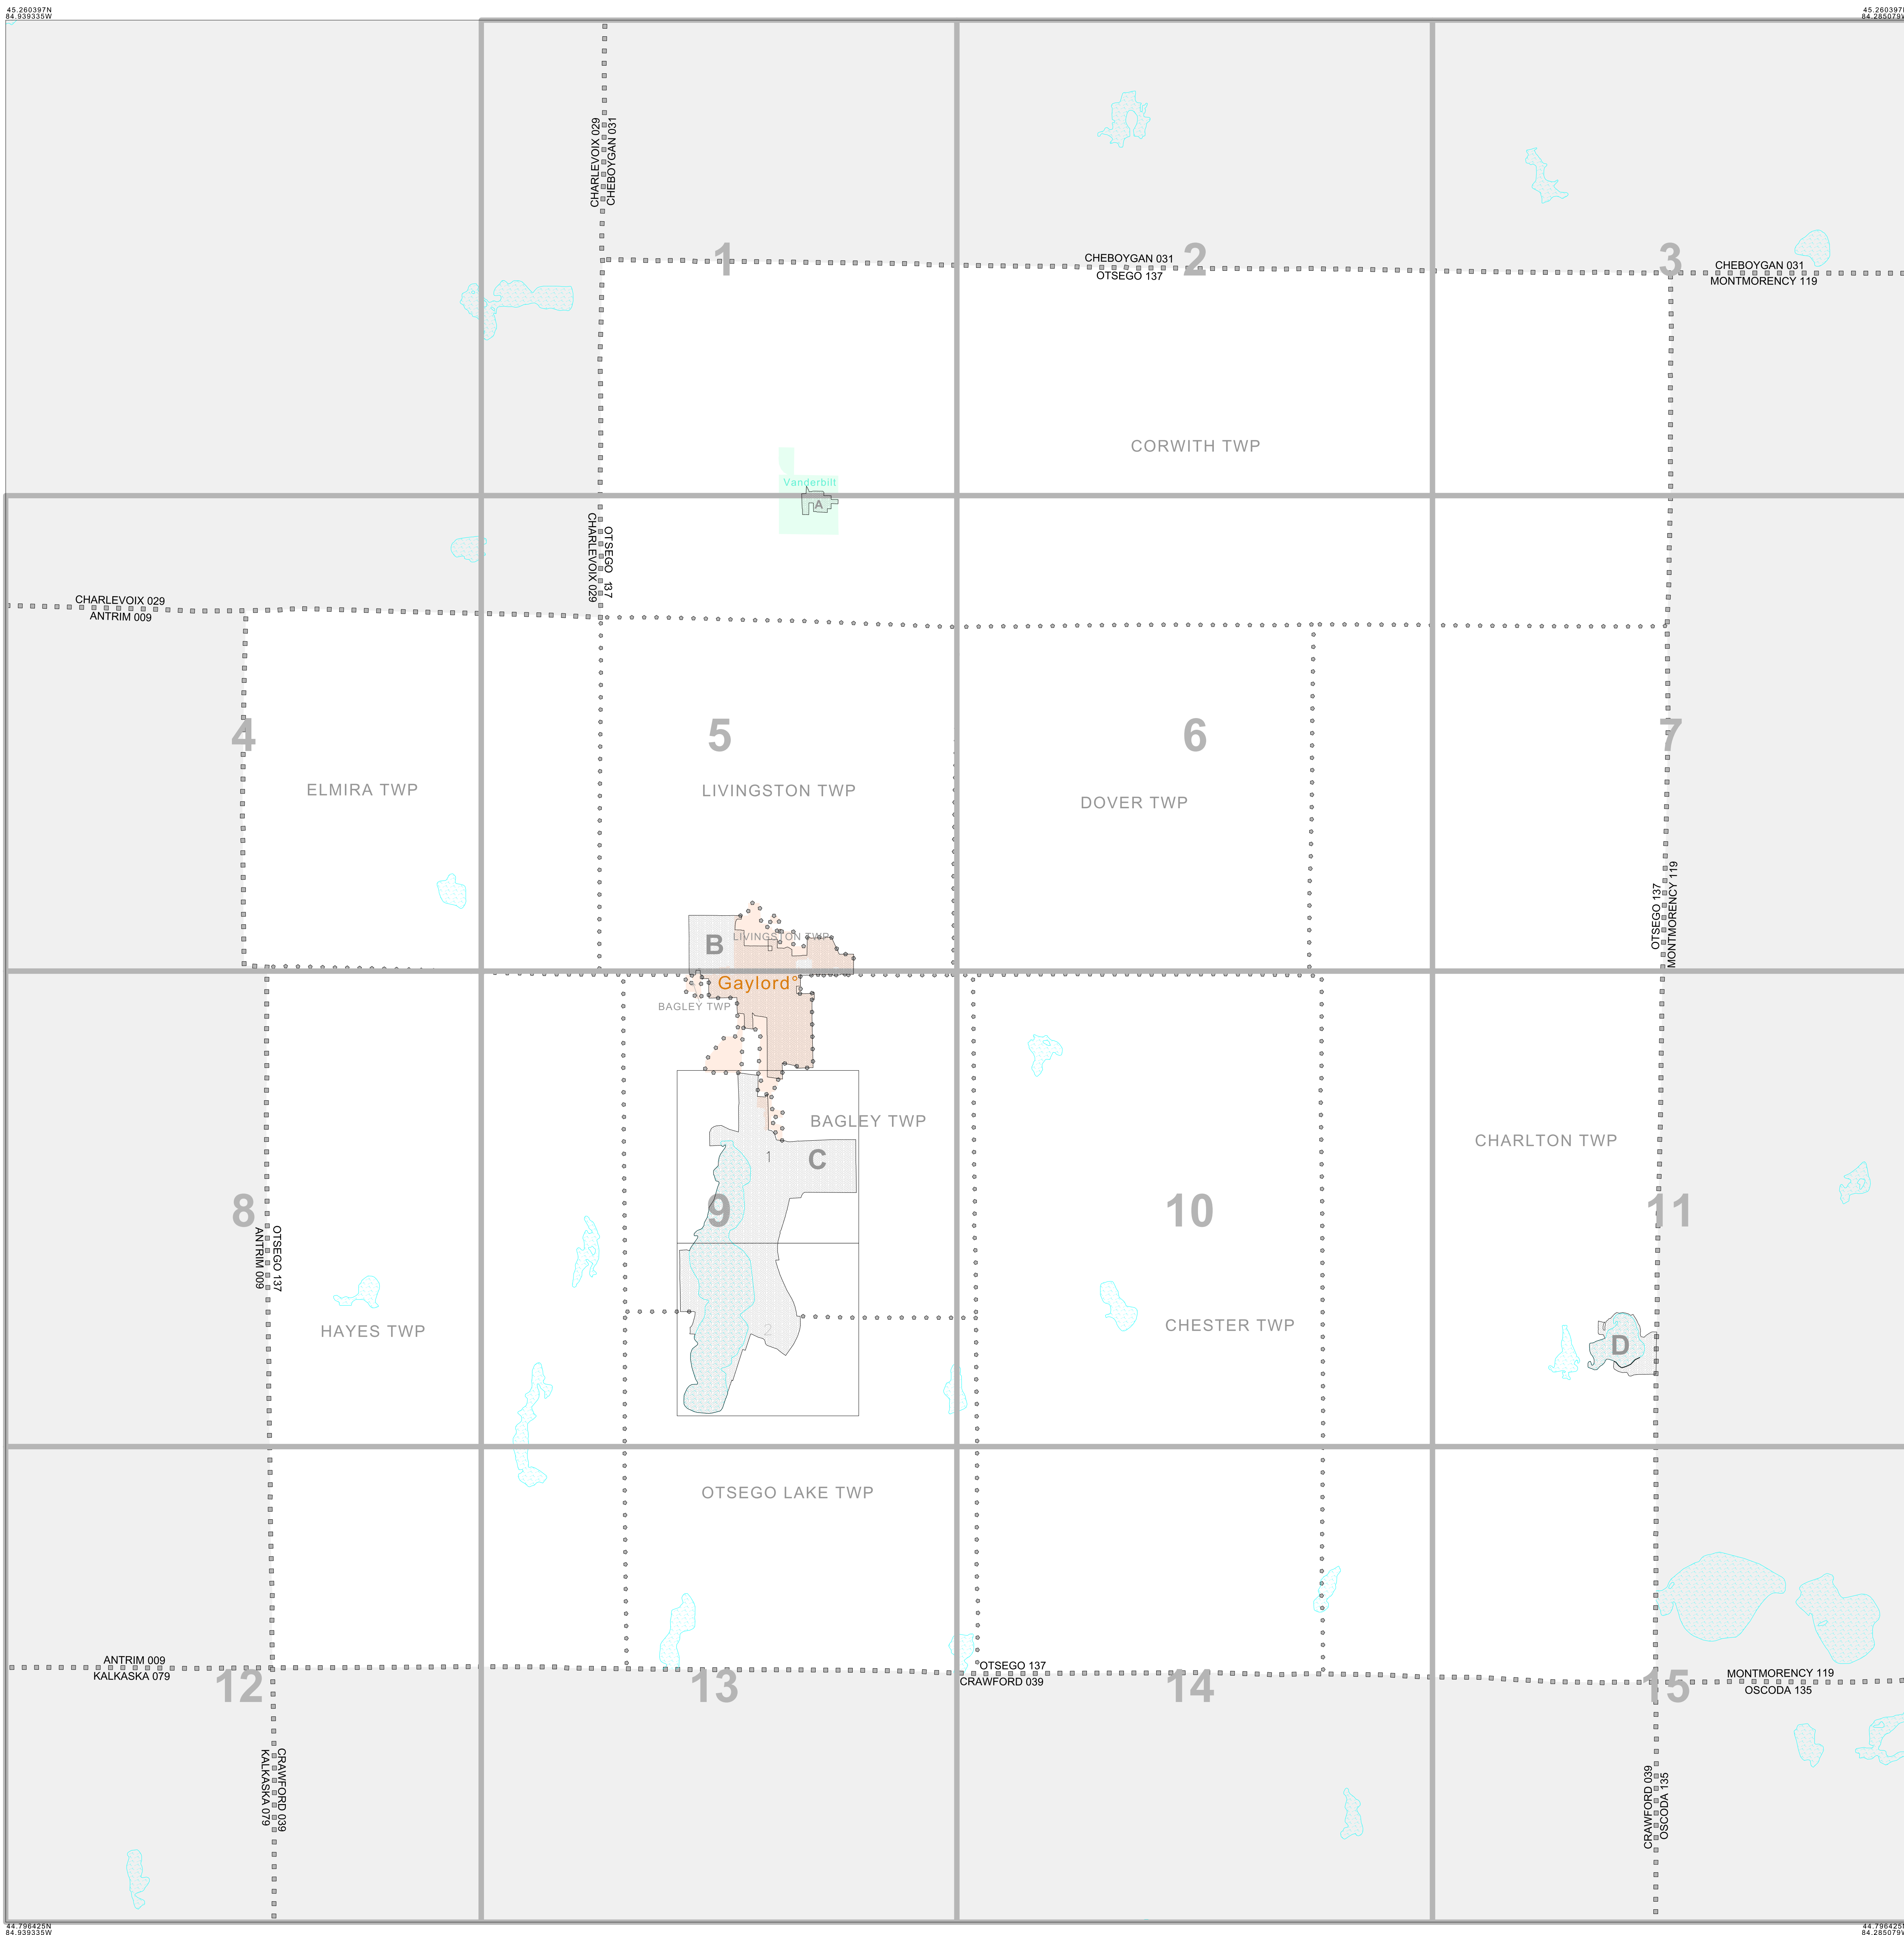 45.260397N
84.939335W
45.260397N
84.285079W
CHARLEVOIX 029
CHEBOYGAN 031
1
2
3
CHEBOYGAN 031
OTSEGO 137
CHEBOYGAN 031
MONTMORENCY 119
CORWITH TWP
Vanderbilt
A
CHARLEVOIX 029
OTSEGO 137
CHARLEVOIX 029
ANTRIM 009
4
5
6
7
ELMIRA TWP
LIVINGSTON TWP
DOVER TWP
OTSEGO 137
MONTMORENCY 119
B
LIVINGSTON TWP
Gaylord°
BAGLEY TWP
BAGLEY TWP
CHARLTON TWP
1
C
8
9
10
11
ANTRIM 009
OTSEGO 137
HAYES TWP
2
CHESTER TWP
D
OTSEGO LAKE TWP
ANTRIM 009
KALKASKA 079
OTSEGO 137
CRAWFORD 039
MONTMORENCY 119
OSCODA 135
12
13
14
15
KALKASKA 079
CRAWFORD 039
CRAWFORD 039
OSCODA 135
44.796425N
84.939335W
44.796425N
84.285079W